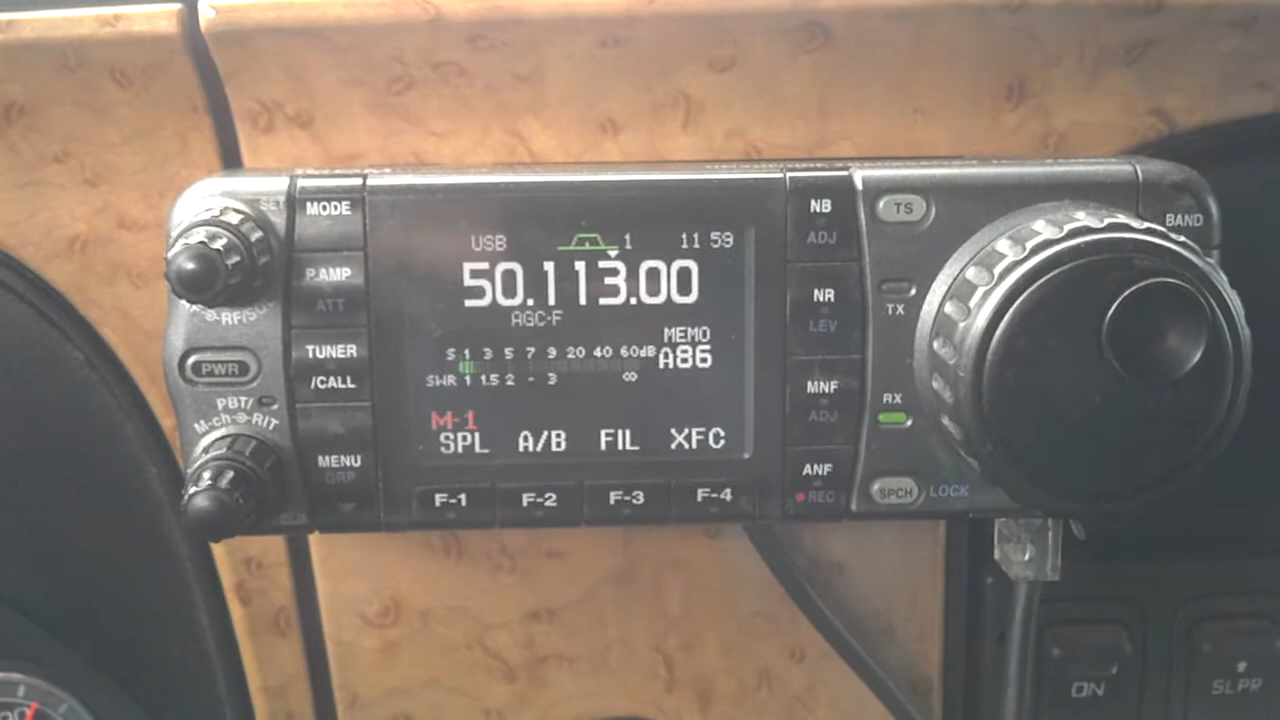 SET
MODE
P.AMP
ATT
TUNER
/CALL
MENU
GRP
PWR
PBT/
M-ch RIT
CLR
USB 1 11 59
50.113.00
AGC-F
MEMO
A86
S 1 3 5 7 9 20 40 60dB
SWR 1 1.5 2 - 3 ∞
M-1
SPL A/B FIL XFC
F-1 F-2 F-3 F-4
NB
ADJ
NR
LEV
MNF
ADJ
ANF
REC
TS
BAND
TX
RX
SPCH LOCK
ON
SLPR